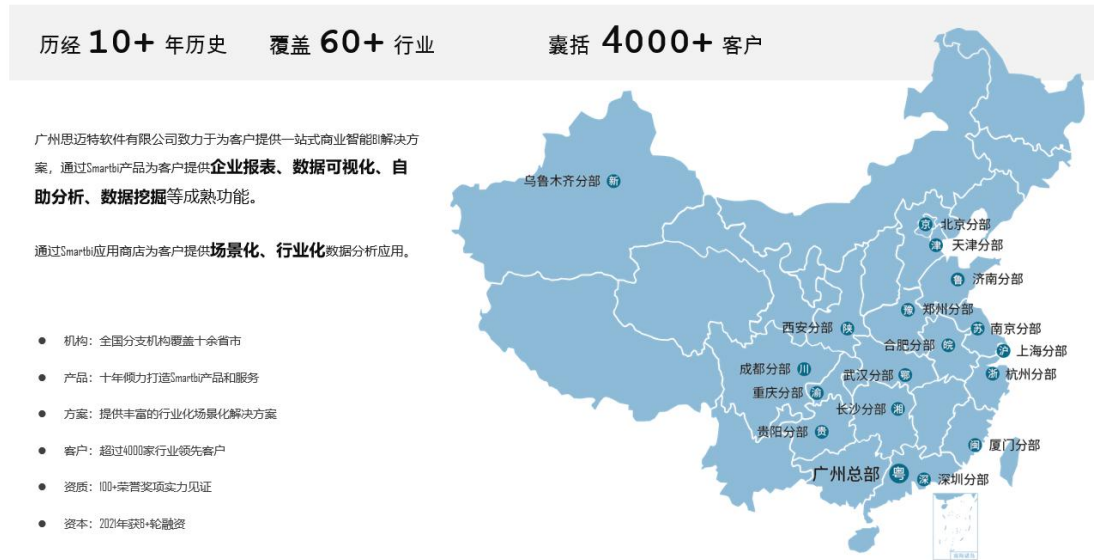 历经 10+ 年历史 覆盖 60+ 行业 囊括 4000+ 客户
广州思迈特软件有限公司致力于为客户提供一站式商业智能BI解决方
案，通过Smartbi产品为客户提供企业报表、数据可视化、自
助分析、数据挖掘等成熟功能。
通过Smartbi应用商店为客户提供场景化、行业化数据分析应用。
● 机构：全国分支机构覆盖十余省市
● 产品：十年倾力打造Smartbi产品和服务
● 方案：提供丰富的行业化场景化解决方案
● 客户：超过4000家行业领先客户
● 资质：100+荣誉奖项实力见证
● 资本：2021年获B+轮融资
乌鲁木齐分部 新
京 北京分部
津 天津分部
鲁 济南分部
豫 郑州分部
西安分部 陕
苏 南京分部
合肥分部 皖
沪 上海分部
成都分部 川
武汉分部 鄂
浙 杭州分部
重庆分部 渝
长沙分部 湘
贵阳分部 贵
闽 厦门分部
广州总部 粤
深 深圳分部